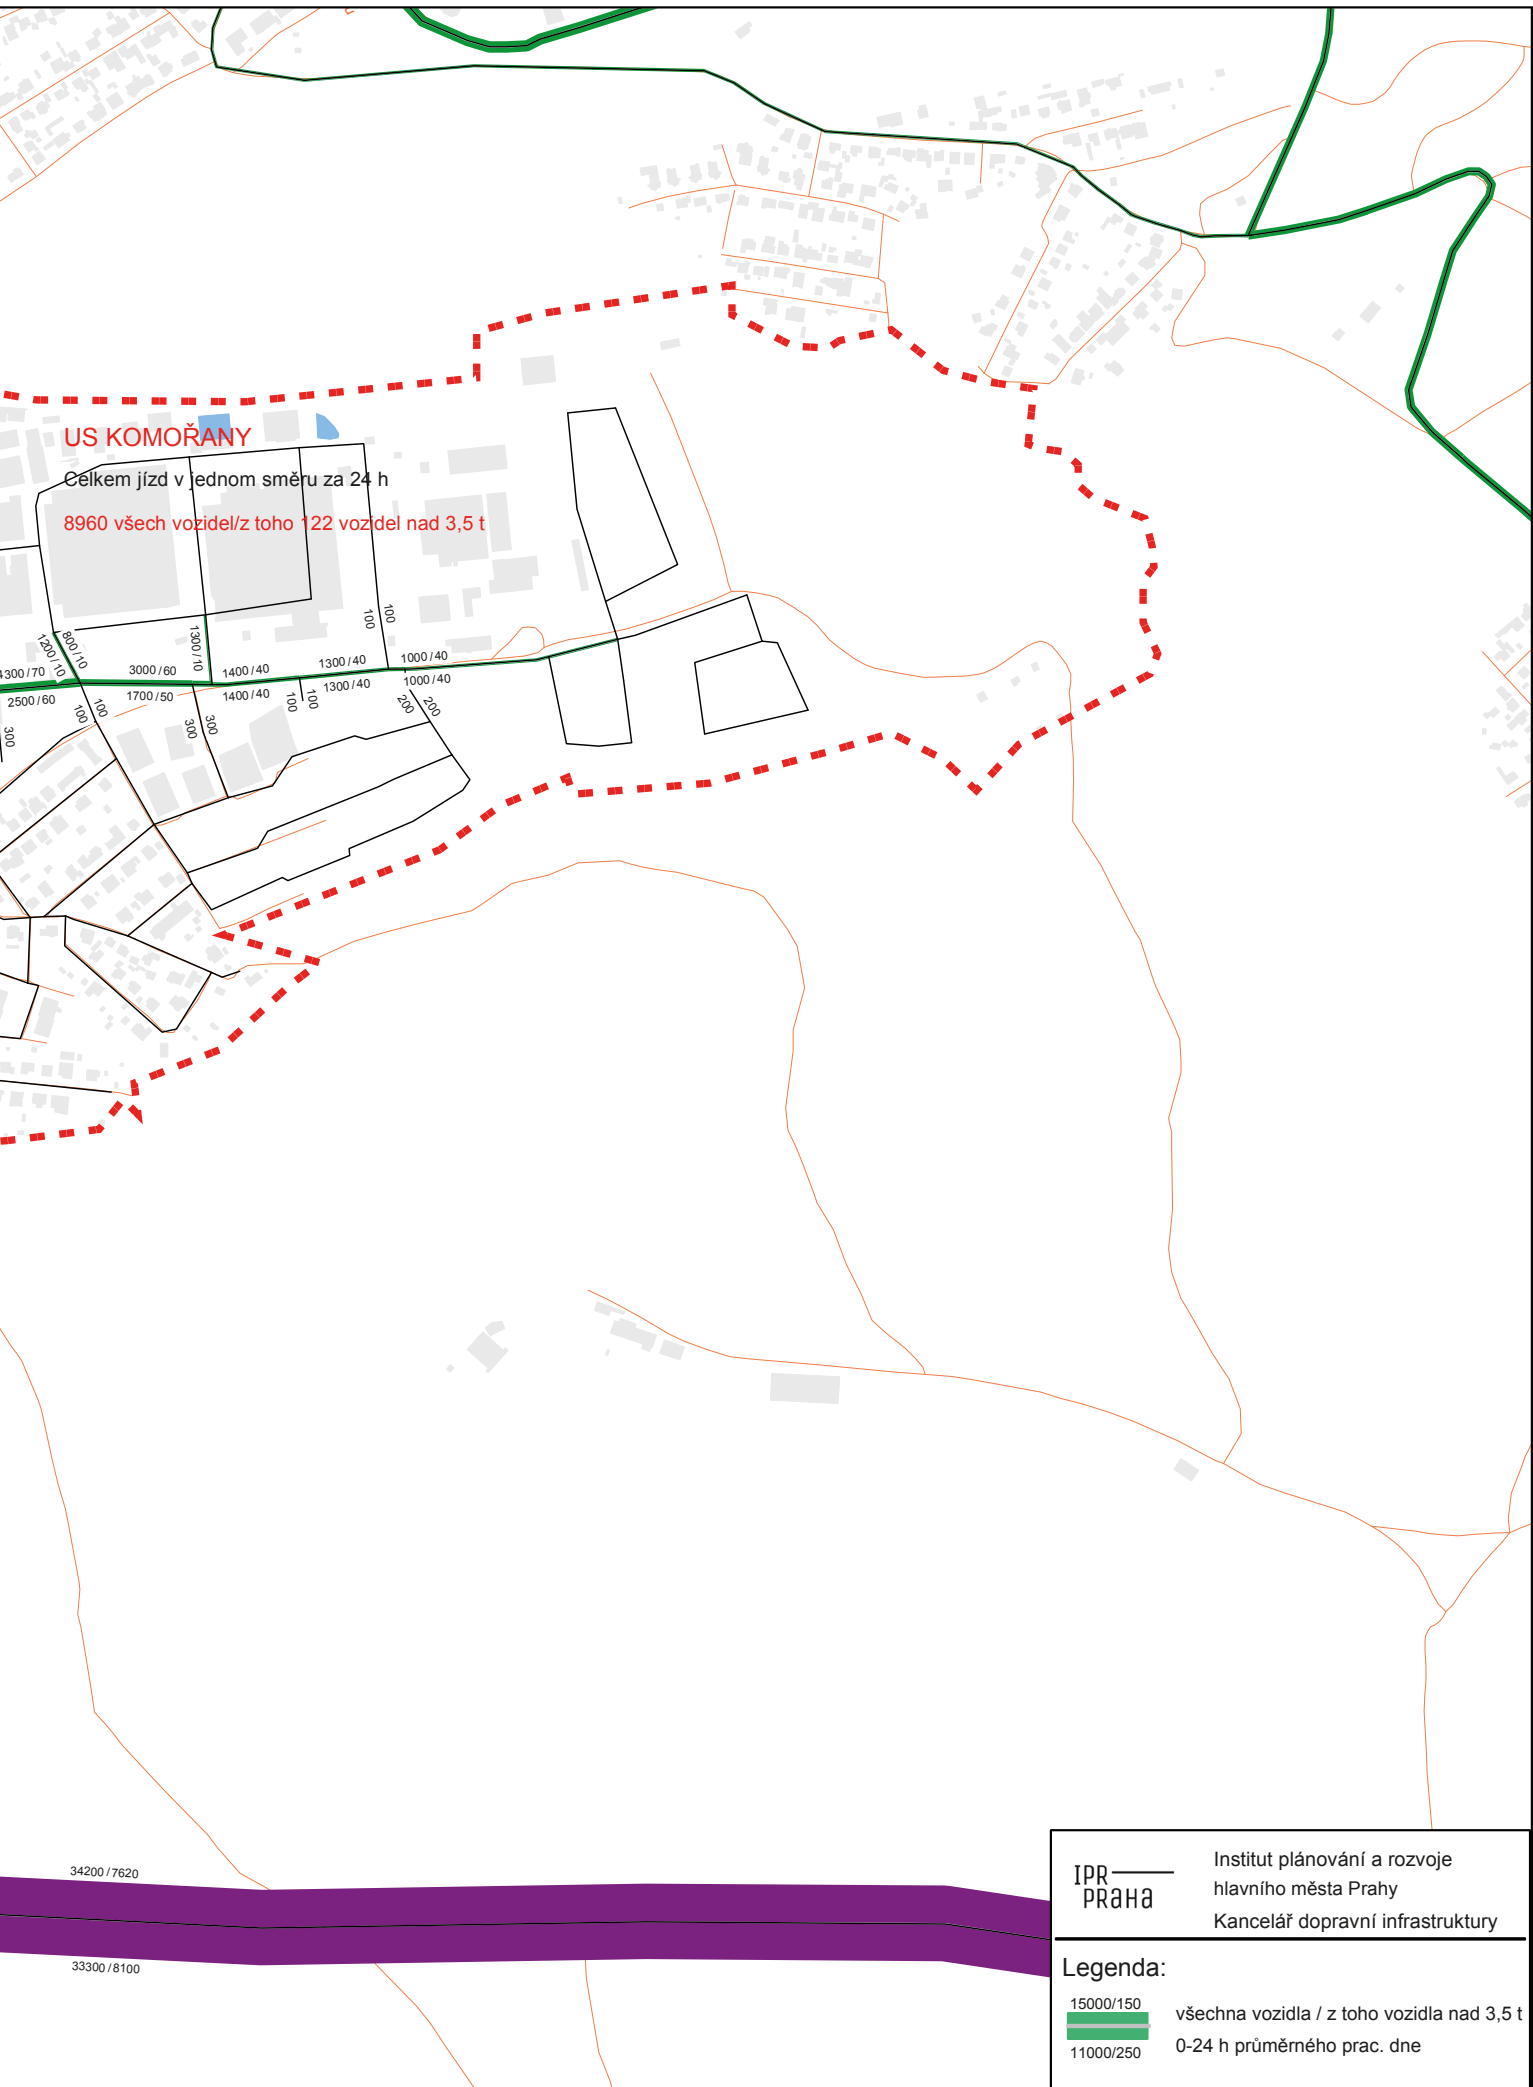 US KOMOŘANY
Celkem jízd v jednom směru za 24 h
8960 všech vozidel/z toho 122 vozidel nad 3,5 t
100
100
1300/10
800/10
1200/10
300/70
3000/60
1400/40
1300/40
1000/40
2500/60
1700/50
1400/40
1300/40
1000/40
100
100
300
300
100
100
200
200
300
34200/7620
33300/8100
IPR
PRAHA
Institut plánování a rozvoje
hlavního města Prahy
Kancelář dopravní infrastruktury
Legenda:
15000/150
všechna vozidla / z toho vozidla nad 3,5 t
11000/250
0-24 h průměrného prac. dne